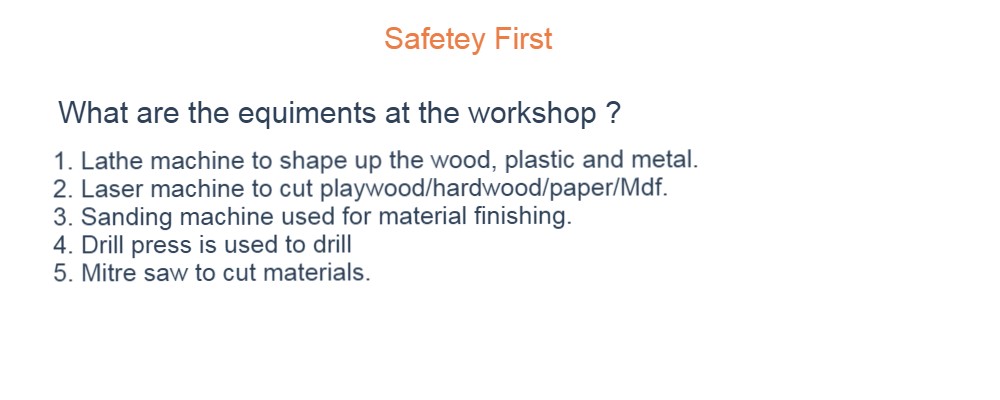 Safetey First
What are the equiments at the workshop ?
1. Lathe machine to shape up the wood, plastic and metal.
2. Laser machine to cut playwood/hardwood/paper/Mdf.
3. Sanding machine used for material finishing.
4. Drill press is used to drill
5. Mitre saw to cut materials.